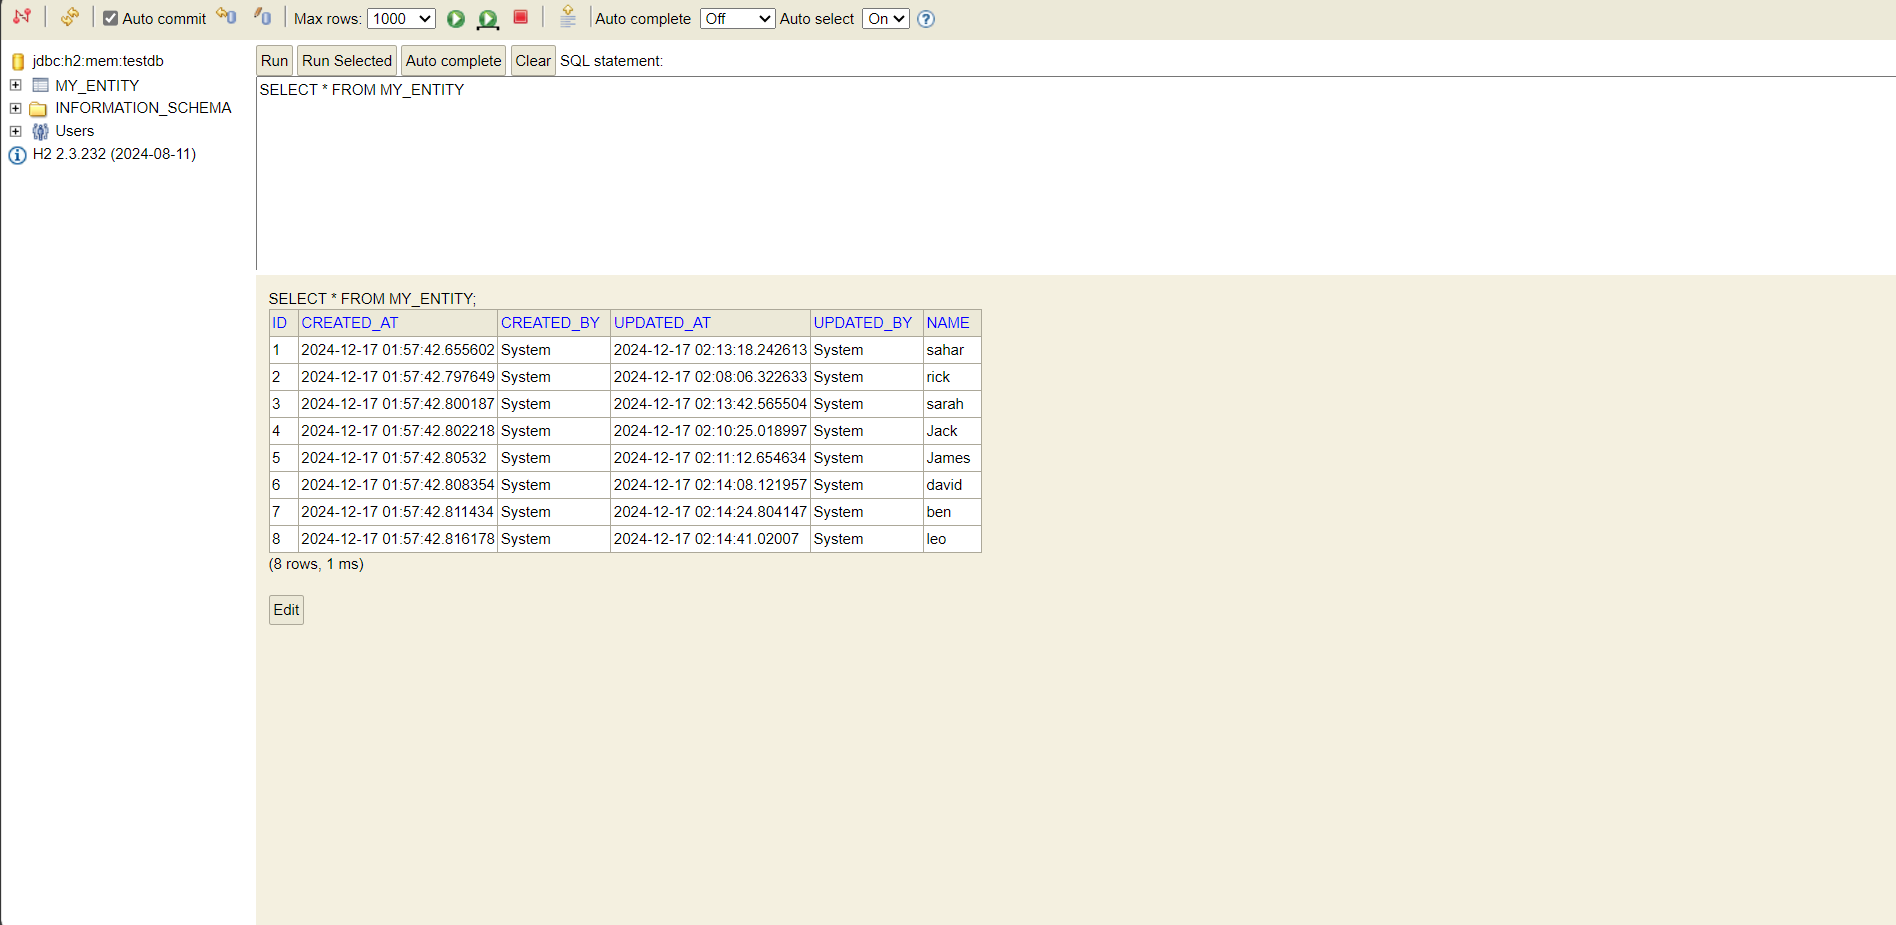 Auto commit Max rows: 1000 Auto complete Off Auto select On ?
jdbc:h2:mem:testdb
MY_ENTITY
INFORMATION_SCHEMA
Users
H2 2.3.232 (2024-08-11)
Run Run Selected Auto complete Clear SQL statement:
SELECT * FROM MY_ENTITY
SELECT * FROM MY_ENTITY;
ID CREATED_AT CREATED_BY UPDATED_AT UPDATED_BY NAME
1 2024-12-17 01:57:42.655602 System 2024-12-17 02:13:18.242613 System sahar
2 2024-12-17 01:57:42.797649 System 2024-12-17 02:08:06.322633 System rick
3 2024-12-17 01:57:42.800187 System 2024-12-17 02:13:42.565504 System sarah
4 2024-12-17 01:57:42.802218 System 2024-12-17 02:10:25.018997 System Jack
5 2024-12-17 01:57:42.80532 System 2024-12-17 02:11:12.654634 System James
6 2024-12-17 01:57:42.808354 System 2024-12-17 02:14:08.121957 System david
7 2024-12-17 01:57:42.811434 System 2024-12-17 02:14:24.804147 System ben
8 2024-12-17 01:57:42.816178 System 2024-12-17 02:14:41.02007 System leo
(8 rows, 1 ms)
Edit